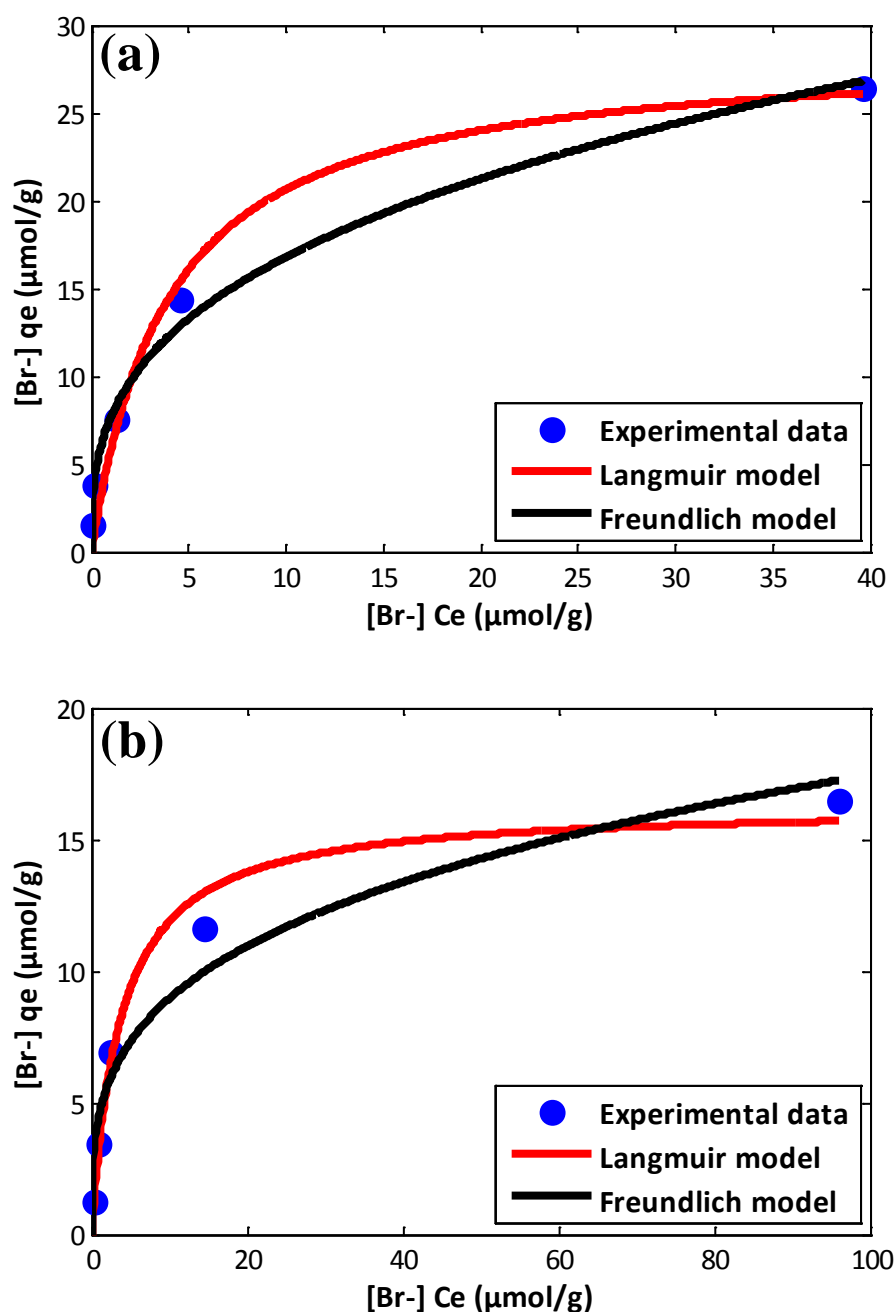 (a)
30
25
20
15
10
5
0
[Br-] qe (µmol/g)
Experimental data
Langmuir model
Freundlich model
0 5 10 15 20 25 30 35 40
[Br-] Ce (µmol/g)
(b)
20
15
10
5
0
[Br-] qe (µmol/g)
Experimental data
Langmuir model
Freundlich model
0 20 40 60 80 100
[Br-] Ce (µmol/g)